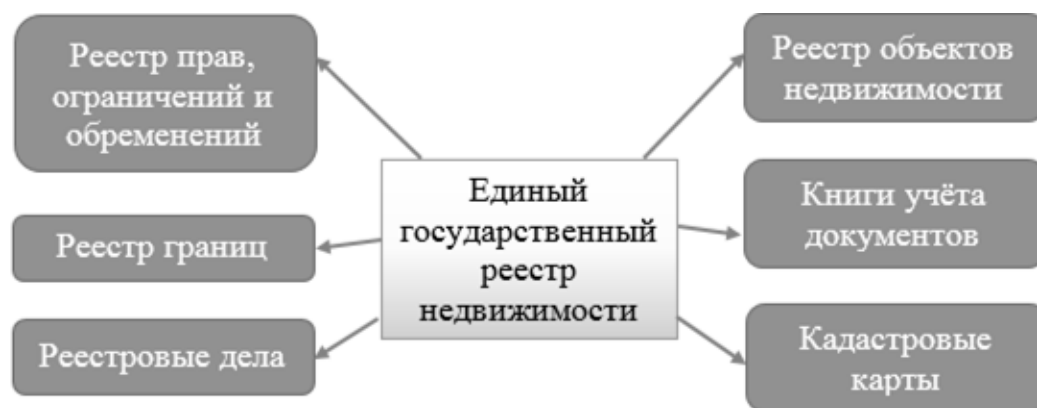 Реестр прав,
ограничений и
обременений
Реестр границ
Реестровые дела
Единый
государственный
реестр
недвижимости
Реестр объектов
недвижимости
Книги учёта
документов
Кадастровые
карты